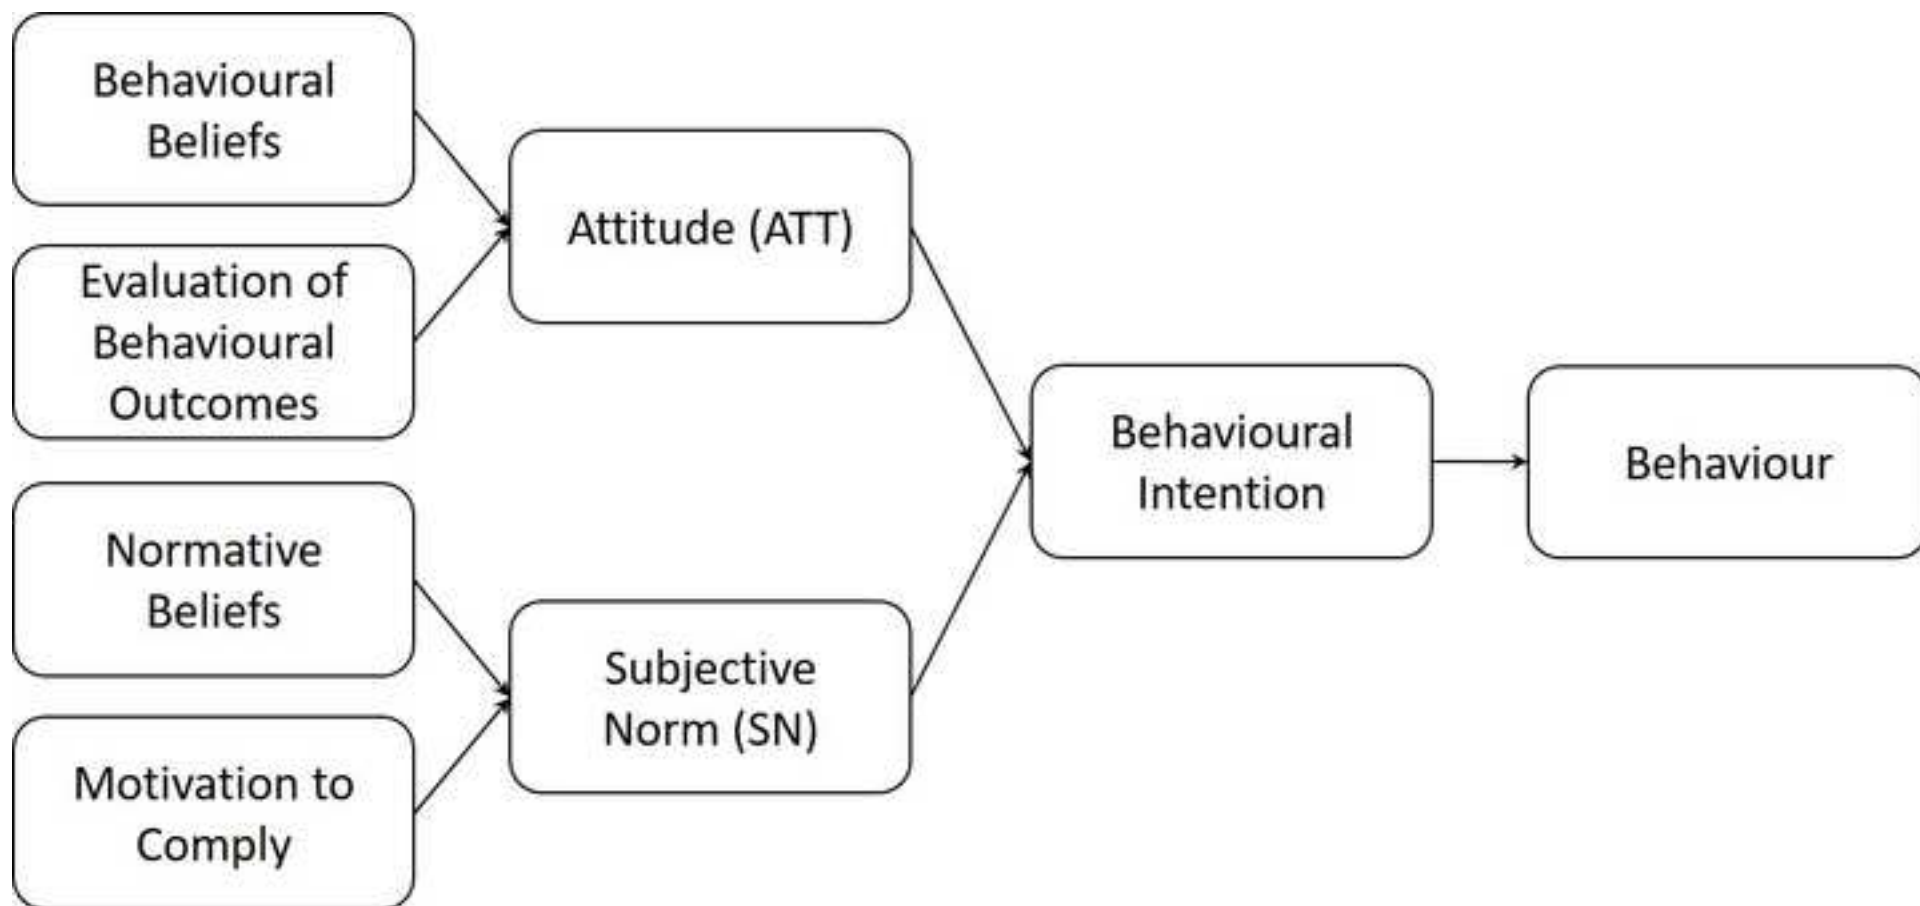 Behavioural
Beliefs
Evaluation of
Behavioural
Outcomes
Normative
Beliefs
Motivation to
Comply
Attitude (ATT)
Subjective
Norm (SN)
Behavioural
Intention
Behaviour